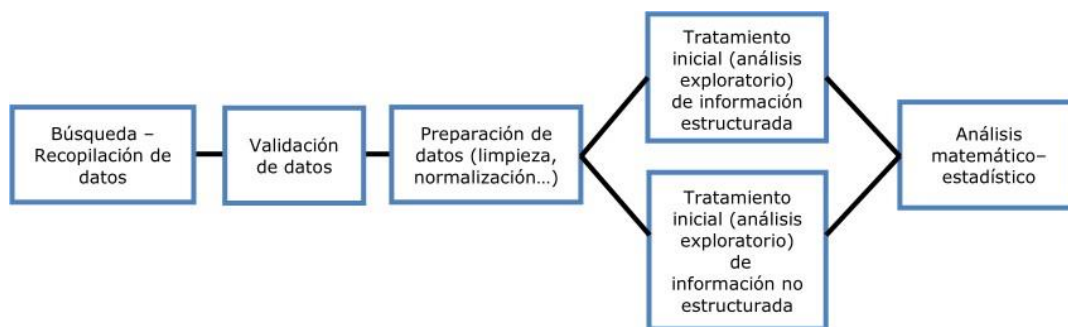 Búsqueda –
Recopilación de
datos
Validación
de datos
Preparación de
datos (limpieza,
normalización…)
Tratamiento
inicial (análisis
exploratorio)
de información
estructurada
Tratamiento
inicial (análisis
exploratorio)
de
información no
estructurada
Análisis
matemático–
estadístico